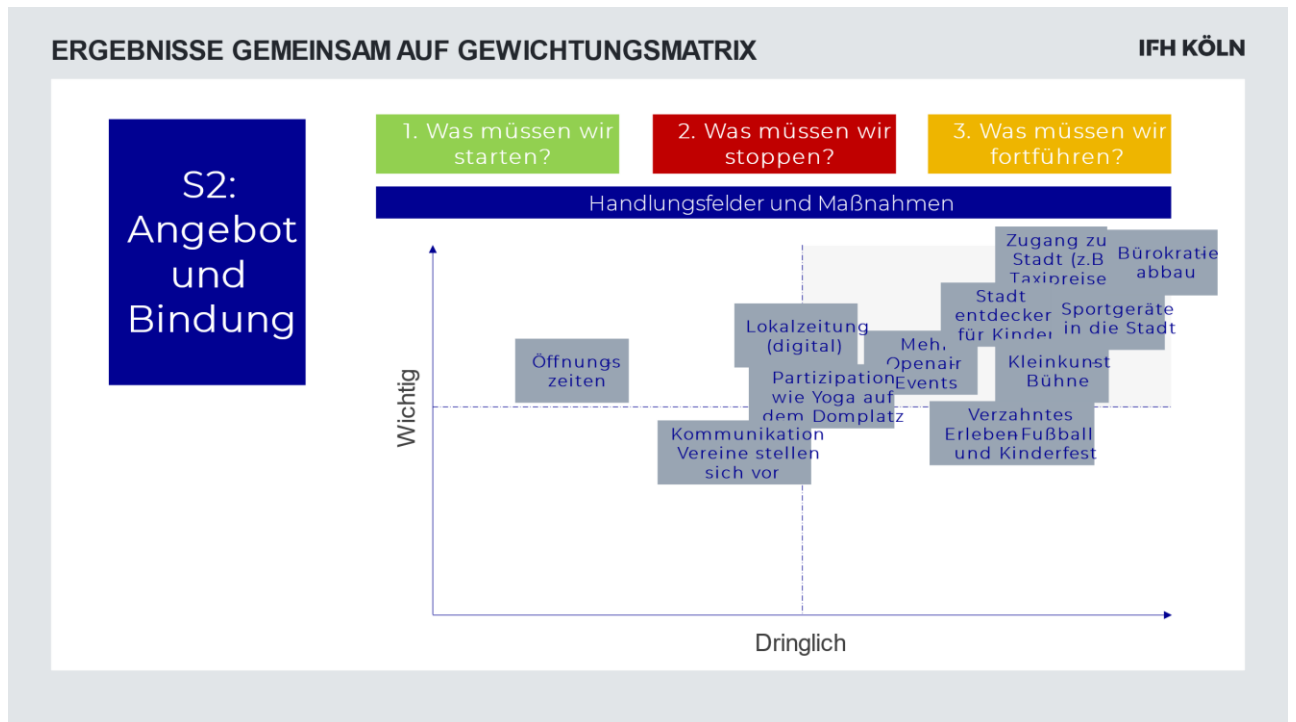 ERGEBNISSE GEMEINSAM AUF GEWICHTUNGSMATRIX
IFH KÖLN
S2:
Angebot
und
Bindung
1. Was müssen wir
starten?
2. Was müssen wir
stoppen?
3. Was müssen wir
fortführen?
Handlungsfelder und Maßnahmen
Wichtig
Zugang zu
Stadt (z.B
Taxipreise
Bürokratie
abbau
Stadt
entdecker
für Kinder
Sportgeräte
in die Stadt
Lokalzeitung
(digital)
Mehr
Openair
Events
Kleinkunst
Bühne
Öffnungs
zeiten
Partizipation
wie Yoga auf
dem Domplatz
Verzahntes
Erleben-Fußball
und Kinderfest
Kommunikation
Vereine stellen
sich vor
Dringlich